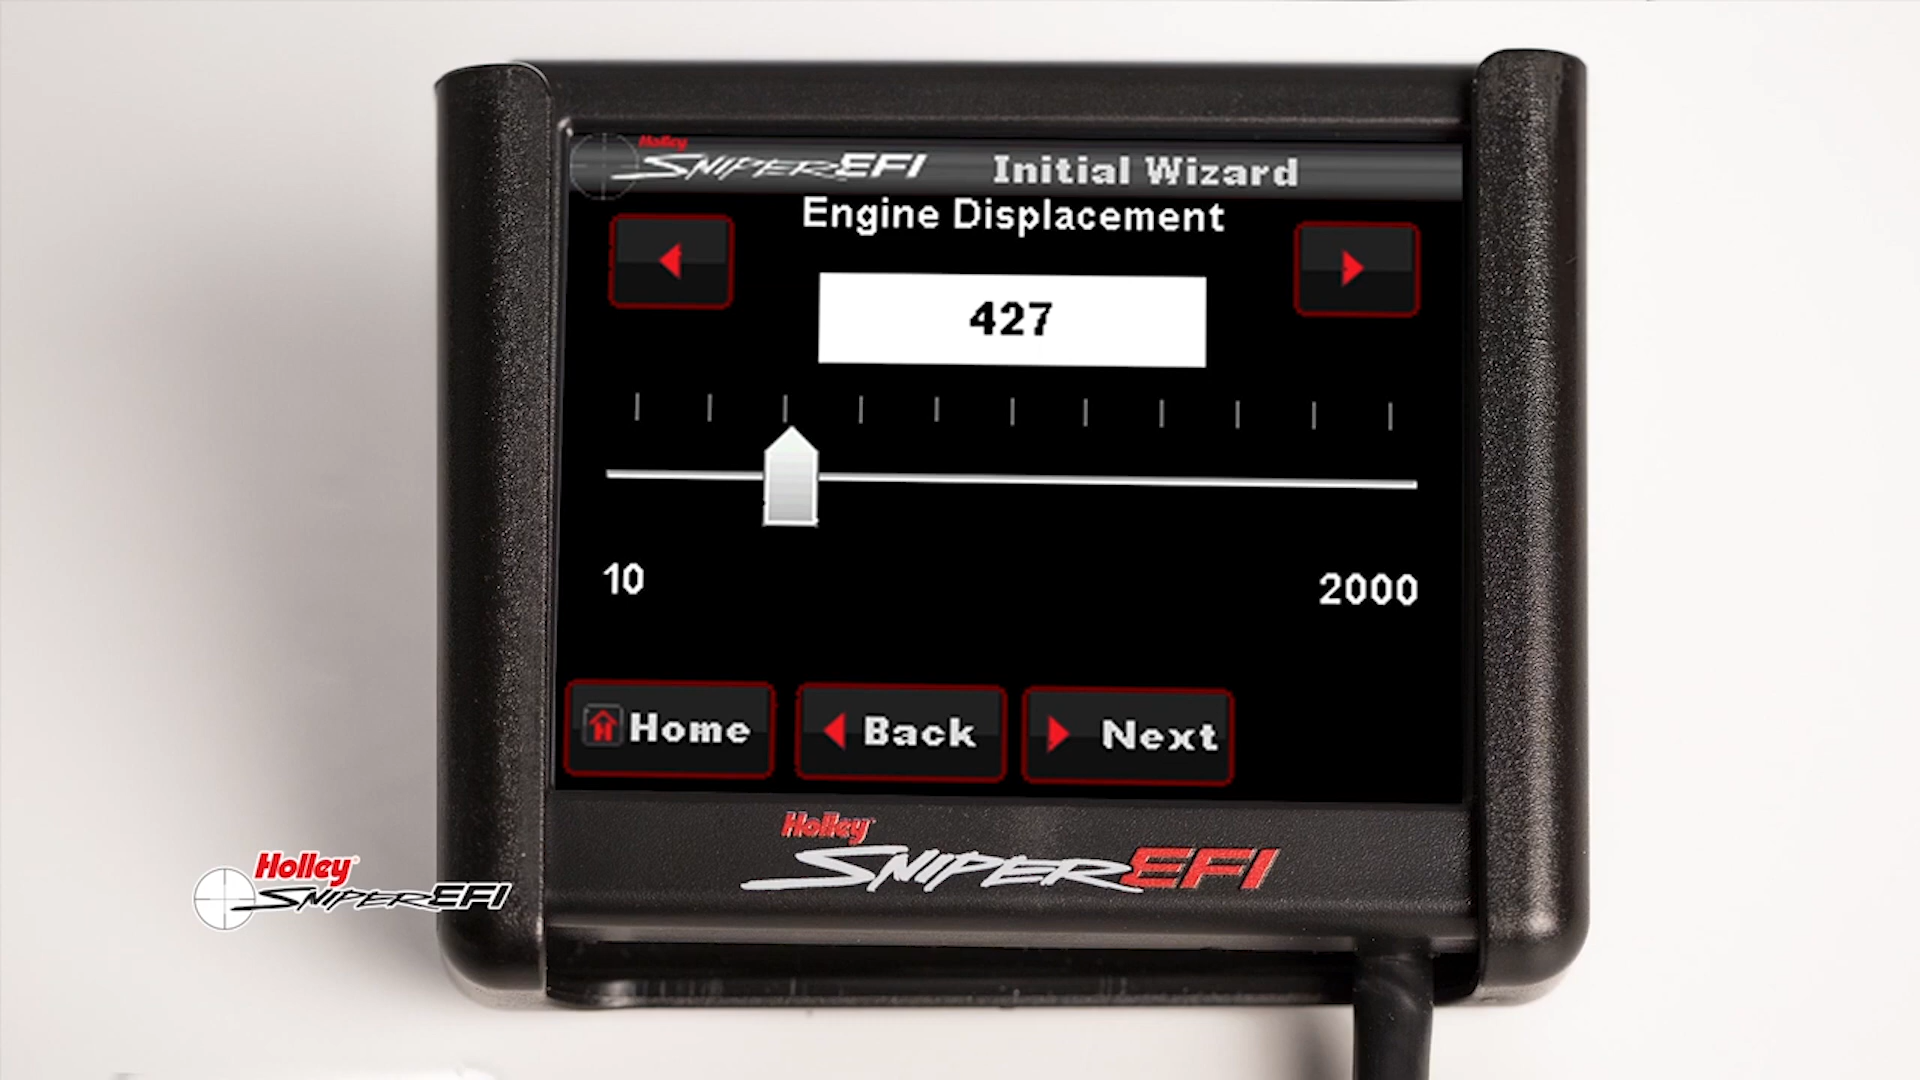 Holley
SNIPER EFI Initial Wizard
Engine Displacement
427
10
2000
Home
Back
Next
Holley
SNIPER EFI
Holley
SNIPER EFI